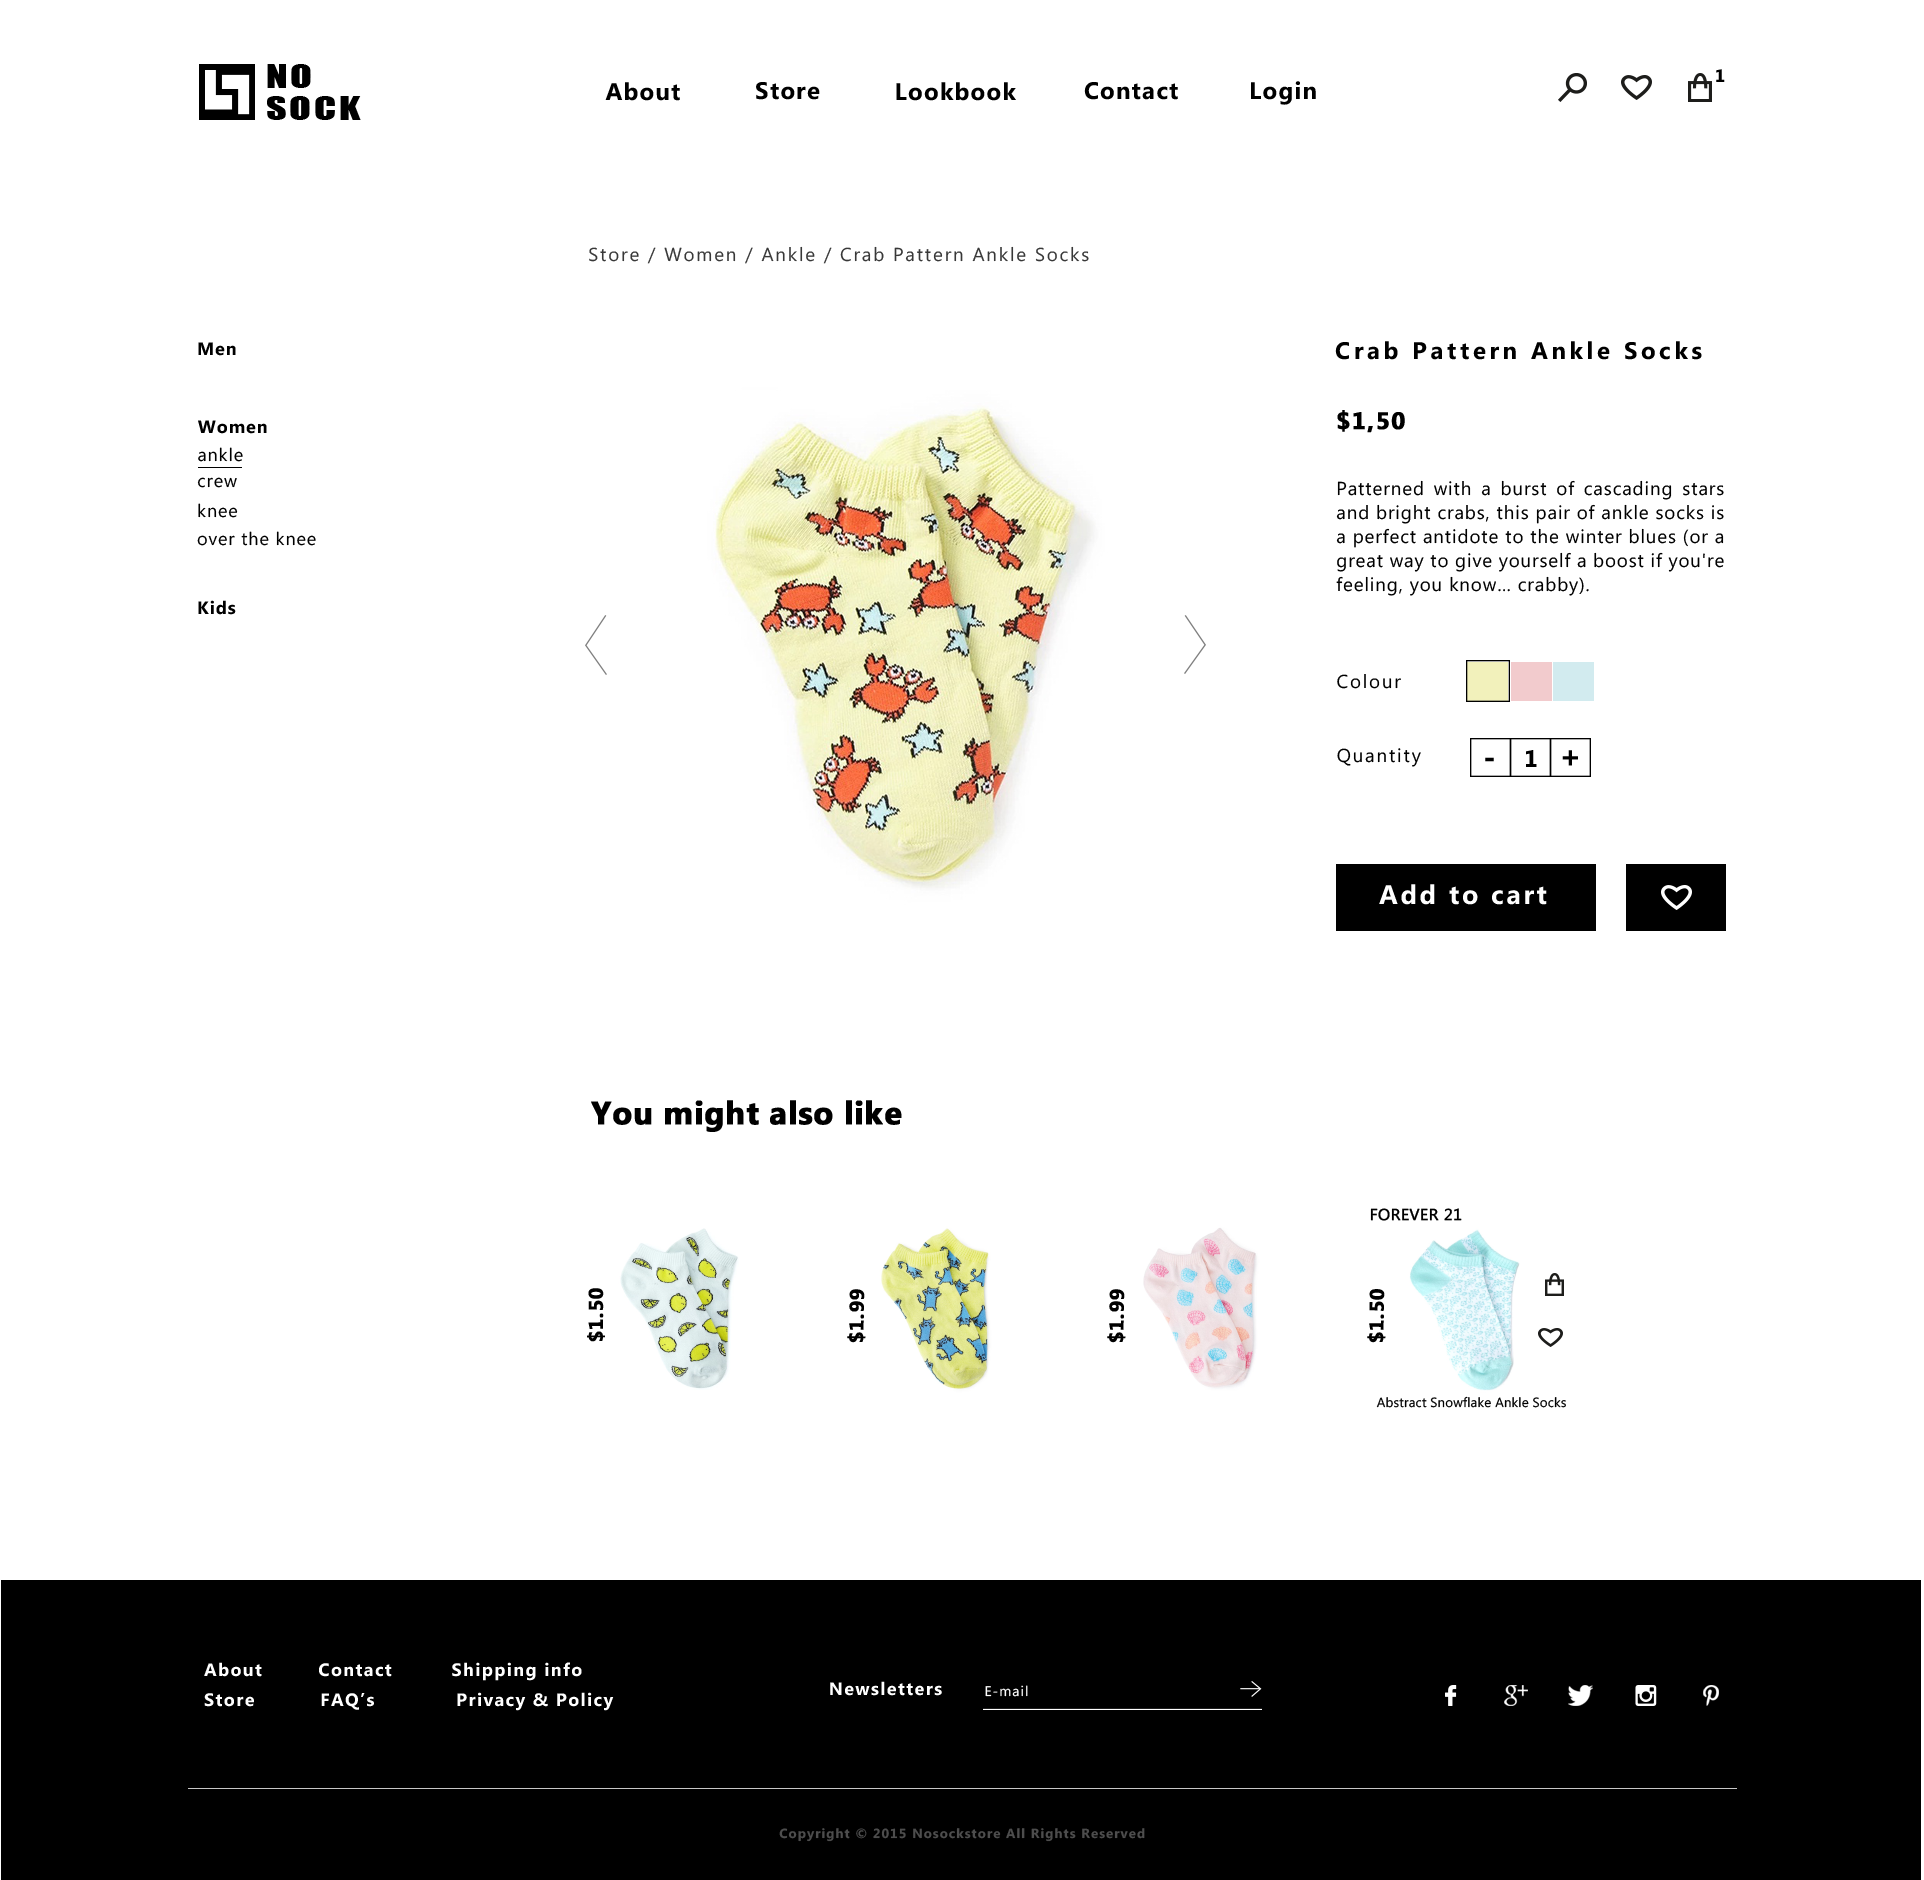 NO
SOCK
About Store Lookbook Contact Login
1
Store / Women / Ankle / Crab Pattern Ankle Socks
Men
Women
ankle
crew
knee
over the knee
Kids
Crab Pattern Ankle Socks
$1,50
Patterned with a burst of cascading stars
and bright crabs, this pair of ankle socks is
a perfect antidote to the winter blues (or a
great way to give yourself a boost if you're
feeling, you know... crabby).
Colour
Quantity - 1 +
Add to cart
You might also like
$1.50
$1.99
$1.99
FOREVER 21
$1.50
Abstract Snowflake Ankle Socks
About Contact Shipping info
Store FAQ’s Privacy & Policy
Newsletters E-mail
Copyright © 2015 Nosockstore All Rights Reserved